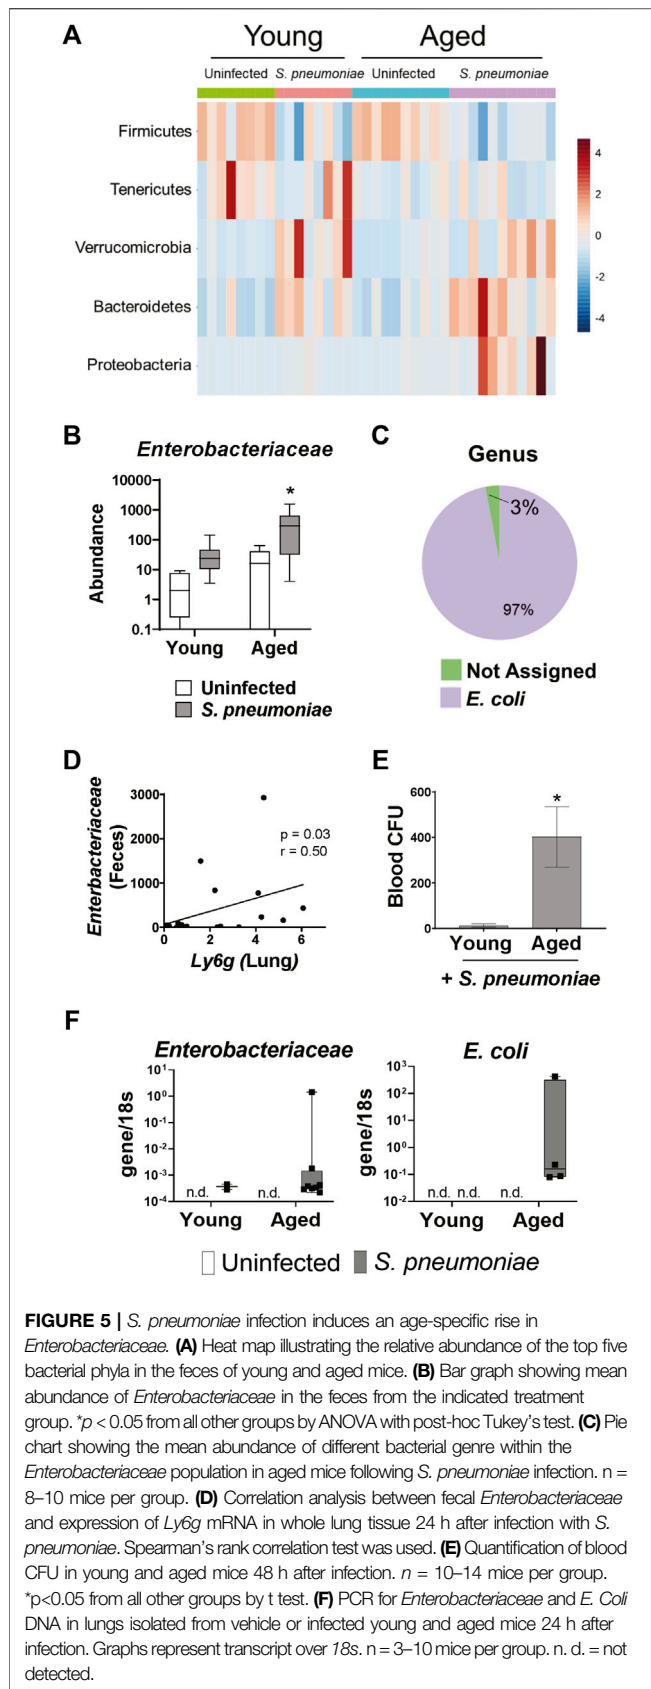 A
Young Aged
Uninfected S. pneumoniae Uninfected S. pneumoniae
Firmicutes
Tenericutes
Verrucomicrobia
Bacteroidetes
Proteobacteria
4
2
0
-2
-4
B
Enterobacteriaceae
Abundance
10000
1000
100
10
1
0.1
*
Young Aged
Uninfected
S. pneumoniae
C
Genus
3%
97%
Not Assigned
E. coli
D
Enterbacteriaceae
(Feces)
3000
2000
1000
0
p = 0.03
r = 0.50
0 2 4 6
Ly6g (Lung)
E
Blood CFU
600
400
200
0
*
Young Aged
+ S. pneumoniae
F
Enterobacteriaceae
gene/18s
10^1
10^0
10^-1
10^-2
10^-3
10^-4
n.d. n.d.
Young Aged
E. coli
gene/18s
10^3
10^2
10^1
10^0
10^-1
10^-2
n.d. n.d. n.d.
Young Aged
Uninfected S. pneumoniae
FIGURE 5 | S. pneumoniae infection induces an age-specific rise in
Enterobacteriaceae. (A) Heat map illustrating the relative abundance of the top five
bacterial phyla in the feces of young and aged mice. (B) Bar graph showing mean
abundance of Enterobacteriaceae in the feces from the indicated treatment
group. *p < 0.05 from all other groups by ANOVA with post-hoc Tukey's test. (C) Pie
chart showing the mean abundance of different bacterial genre within the
Enterobacteriaceae population in aged mice following S. pneumoniae infection. n =
8–10 mice per group. (D) Correlation analysis between fecal Enterobacteriaceae
and expression of Ly6g mRNA in whole lung tissue 24 h after infection with S.
pneumoniae. Spearman's rank correlation test was used. (E) Quantification of blood
CFU in young and aged mice 48 h after infection. n = 10–14 mice per group.
*p<0.05 from all other groups by t test. (F) PCR for Enterobacteriaceae and E. Coli
DNA in lungs isolated from vehicle or infected young and aged mice 24 h after
infection. Graphs represent transcript over 18s. n = 3–10 mice per group. n. d. = not
detected.